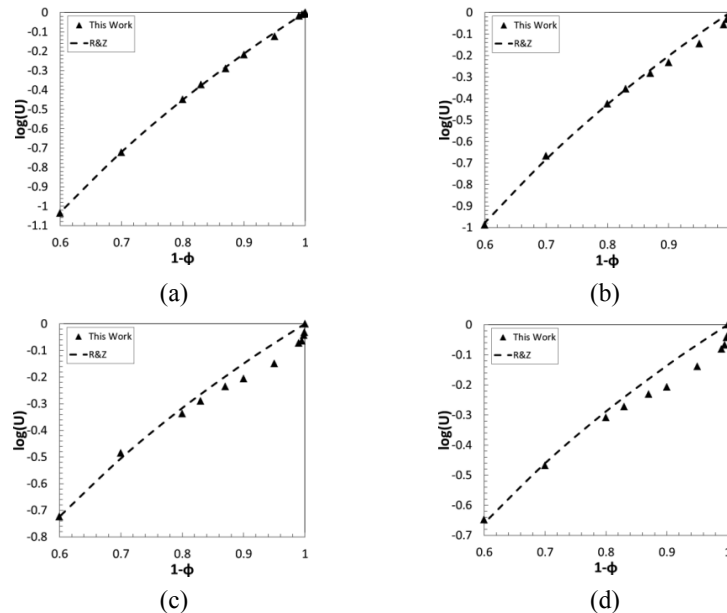 0
-0.1
-0.2
-0.3
-0.4
-0.5
-0.6
-0.7
-0.8
-0.9
-1
-1.1
log(U)
This Work
R&Z
0.6 0.7 0.8 0.9 1
1-ϕ
(a)
0
-0.1
-0.2
-0.3
-0.4
-0.5
-0.6
-0.7
-0.8
-0.9
-1
log(U)
This Work
R&Z
0.6 0.7 0.8 0.9 1
1-ϕ
(b)
0
-0.1
-0.2
-0.3
-0.4
-0.5
-0.6
-0.7
-0.8
log(U)
This Work
R&Z
0.6 0.7 0.8 0.9 1
1-ϕ
(c)
0
-0.1
-0.2
-0.3
-0.4
-0.5
-0.6
-0.7
log(U)
This Work
R&Z
0.6 0.7 0.8 0.9 1
1-ϕ
(d)